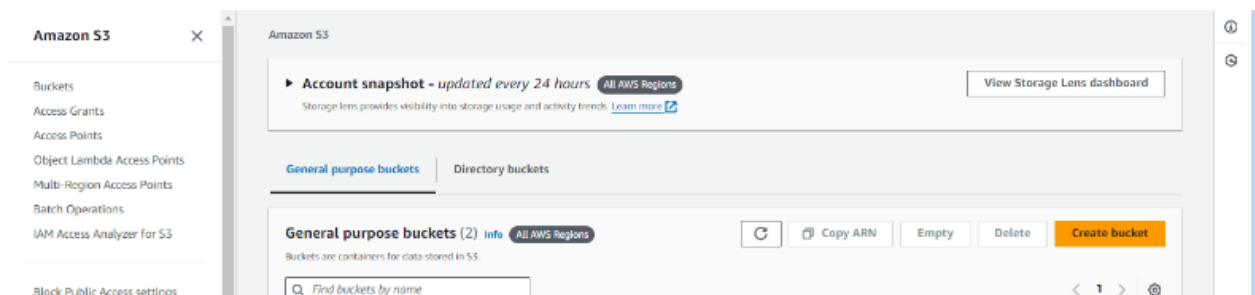 Amazon S3
Buckets
Access Grants
Access Points
Object Lambda Access Points
Multi-Region Access Points
Batch Operations
IAM Access Analyzer for S3
Block Public Access settings
Amazon S3
Account snapshot - updated every 24 hours All AWS Regions
Storage lens provides visibility into storage usage and activity trends. Learn more
View Storage Lens dashboard
General purpose buckets Directory buckets
General purpose buckets (2) Info All AWS Regions
Buckets are containers for data stored in S3.
Copy ARN Empty Delete Create bucket
Find buckets by name
1